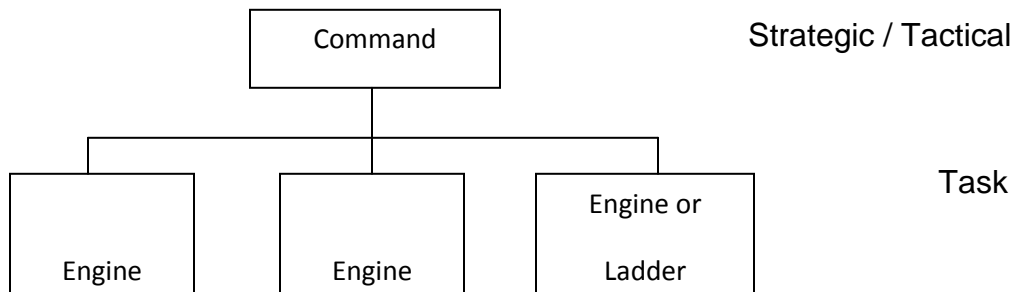 Command
Strategic / Tactical
Task
Engine
Engine
Engine or
Ladder